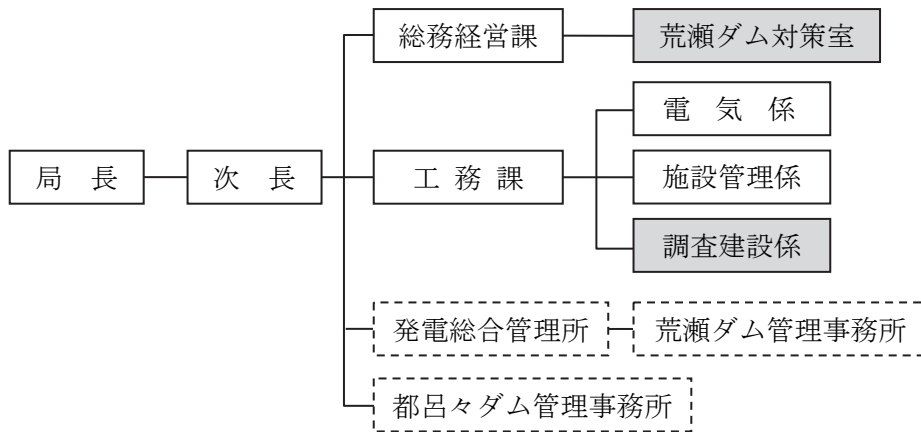 総務経営課
荒瀬ダム対策室
電気係
局長
次長
工務課
施設管理係
調査建設係
発電総合管理所
荒瀬ダム管理事務所
都呂々ダム管理事務所